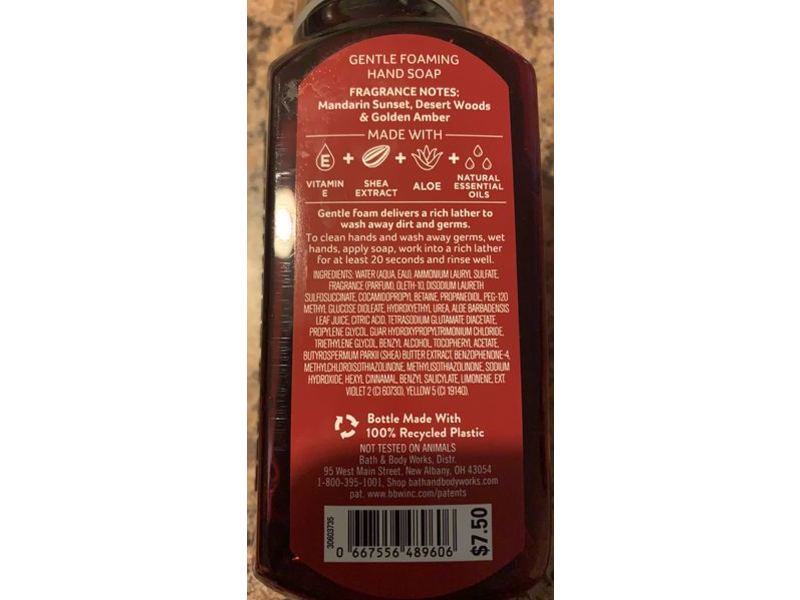 GENTLE FOAMING
HAND SOAP
FRAGRANCE NOTES:
Mandarin Sunset, Desert Woods
& Golden Amber
MADE WITH
E + + +
VITAMIN
E
SHEA
EXTRACT
ALOE
NATURAL
ESSENTIAL
OILS
Gentle foam delivers a rich lather to
wash away dirt and germs.
To clean hands and wash away germs, wet
hands, apply soap, work into a rich lather
for at least 20 seconds and rinse well.
INGREDIENTS: WATER (AQUA, EAU), AMMONIUM LAURYL SULFATE,
FRAGRANCE (PARFUM), OLETH-10, DISODIUM LAURETH
SULFOSUCCINATE, COCAMIDOPROPYL BETAINE, PROPANEDIOL, PEG-120
METHYL GLUCOSE DIOLEATE, HYDROXYETHYL UREA, ALOE BARBADENSIS
LEAF JUICE, CITRIC ACID, TETRASODIUM GLUTAMATE DIACETATE,
PROPYLENE GLYCOL, GUAR HYDROXYPROPYLTRIMONIUM CHLORIDE,
TRIETHYLENE GLYCOL, BENZYL ALCOHOL, TOCOPHERYL ACETATE,
BUTYROSPERMUM PARKII (SHEA) BUTTER EXTRACT, BENZOPHENONE-4,
METHYLCHLOROISOTHIAZOLINONE, METHYLISOTHIAZOLINONE, SODIUM
HYDROXIDE, HEXYL CINNAMAL, BENZYL SALICYLATE, LIMONENE, EXT.
VIOLET 2 (CI 60730), YELLOW 5 (CI 19140).
Bottle Made With
100% Recycled Plastic
NOT TESTED ON ANIMALS
Bath & Body Works, Distr.
95 West Main Street, New Albany, OH 43054
1-800-395-1001, Shop bathandbodyworks.com
pat. www.bbwinc.com/patents
30603735
0 667556 489606
$7.50